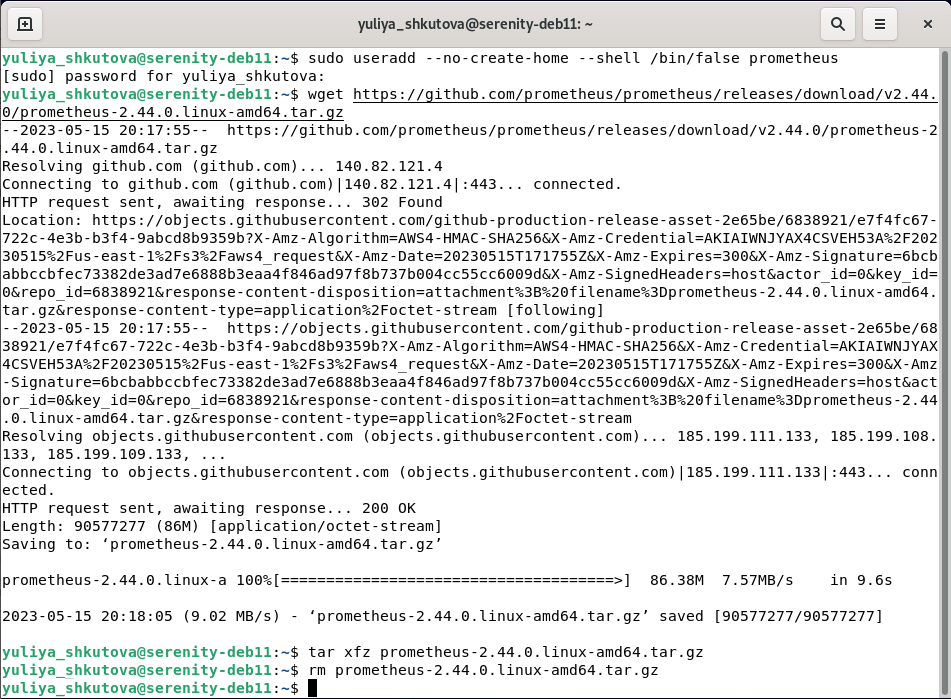 yuliya_shkutova@serenity-deb11: ~
yuliya_shkutova@serenity-deb11:~$ sudo useradd --no-create-home --shell /bin/false prometheus
[sudo] password for yuliya_shkutova:
yuliya_shkutova@serenity-deb11:~$ wget https://github.com/prometheus/prometheus/releases/download/v2.44.
0/prometheus-2.44.0.linux-amd64.tar.gz
--2023-05-15 20:17:55--  https://github.com/prometheus/prometheus/releases/download/v2.44.0/prometheus-2
.44.0.linux-amd64.tar.gz
Resolving github.com (github.com)... 140.82.121.4
Connecting to github.com (github.com)|140.82.121.4|:443... connected.
HTTP request sent, awaiting response... 302 Found
Location: https://objects.githubusercontent.com/github-production-release-asset-2e65be/6838921/e7f4fc67-
722c-4e3b-b3f4-9abcd8b9359b?X-Amz-Algorithm=AWS4-HMAC-SHA256&X-Amz-Credential=AKIAIWNJYAX4CSVEH53A%2F202
30515%2Fus-east-1%2Fs3%2Faws4_request&X-Amz-Date=20230515T171755Z&X-Amz-Expires=300&X-Amz-Signature=6bcb
abbccbfec73382de3ad7e6888b3eaa4f846ad97f8b737b004cc55cc6009d&X-Amz-SignedHeaders=host&actor_id=0&key_id=
0&repo_id=6838921&response-content-disposition=attachment%3B%20filename%3Dprometheus-2.44.0.linux-amd64.
tar.gz&response-content-type=application%2Foctet-stream [following]
--2023-05-15 20:17:55--  https://objects.githubusercontent.com/github-production-release-asset-2e65be/68
38921/e7f4fc67-722c-4e3b-b3f4-9abcd8b9359b?X-Amz-Algorithm=AWS4-HMAC-SHA256&X-Amz-Credential=AKIAIWNJYAX
4CSVEH53A%2F20230515%2Fus-east-1%2Fs3%2Faws4_request&X-Amz-Date=20230515T171755Z&X-Amz-Expires=300&X-Amz
-Signature=6bcbabbccbfec73382de3ad7e6888b3eaa4f846ad97f8b737b004cc55cc6009d&X-Amz-SignedHeaders=host&act
or_id=0&key_id=0&repo_id=6838921&response-content-disposition=attachment%3B%20filename%3Dprometheus-2.44
.0.linux-amd64.tar.gz&response-content-type=application%2Foctet-stream
Resolving objects.githubusercontent.com (objects.githubusercontent.com)... 185.199.111.133, 185.199.108.
133, 185.199.109.133, ...
Connecting to objects.githubusercontent.com (objects.githubusercontent.com)|185.199.111.133|:443... conn
ected.
HTTP request sent, awaiting response... 200 OK
Length: 90577277 (86M) [application/octet-stream]
Saving to: ‘prometheus-2.44.0.linux-amd64.tar.gz’
prometheus-2.44.0.linux-a 100%[=====================================>]  86.38M  7.57MB/s    in 9.6s
2023-05-15 20:18:05 (9.02 MB/s) - ‘prometheus-2.44.0.linux-amd64.tar.gz’ saved [90577277/90577277]
yuliya_shkutova@serenity-deb11:~$ tar xfz prometheus-2.44.0.linux-amd64.tar.gz
yuliya_shkutova@serenity-deb11:~$ rm prometheus-2.44.0.linux-amd64.tar.gz
yuliya_shkutova@serenity-deb11:~$